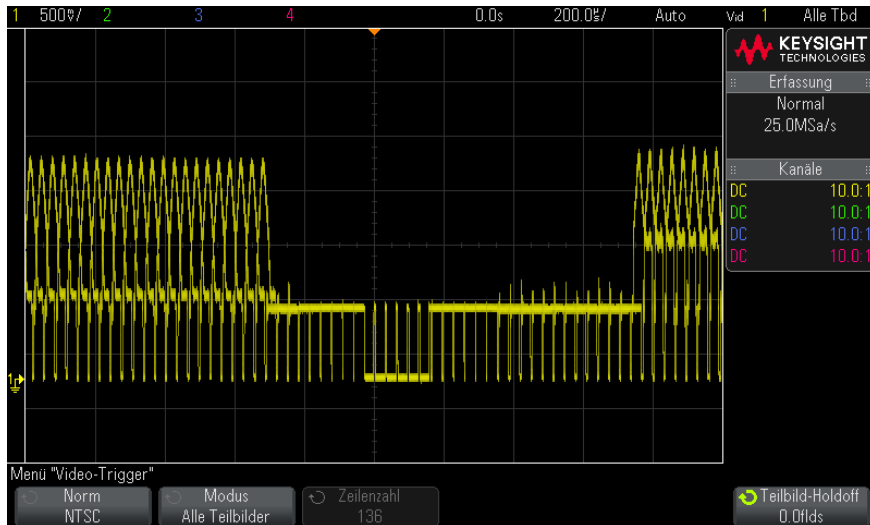 1 500♉/ 2 3 4 0.0s 200.0㎲/ Auto Vid 1 Alle Tbd
KEYSIGHT
TECHNOLOGIES
Erfassung
Normal
25.0MSa/s
Kanäle
DC 10.0:1
DC 10.0:1
DC 10.0:1
DC 10.0:1
1
Menü "Video-Trigger"
Norm Modus Zeilenzahl Teilbild-Holdoff
NTSC Alle Teilbilder 136 0.0flds